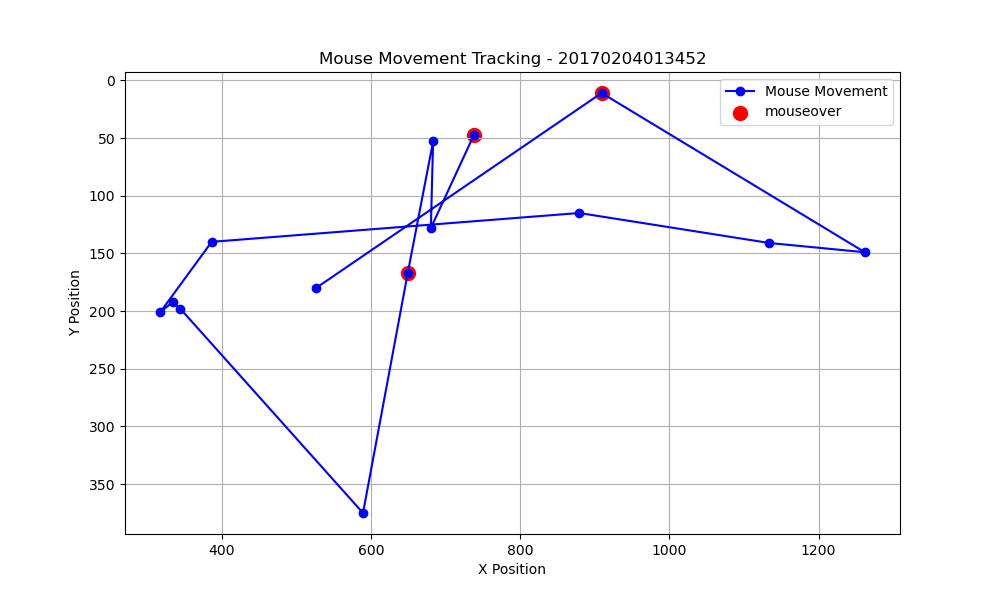 Mouse Movement Tracking - 20170204013452
Mouse Movement
mouseover
0
50
100
150
200
250
300
350
Y Position
400 600 800 1000 1200
X Position